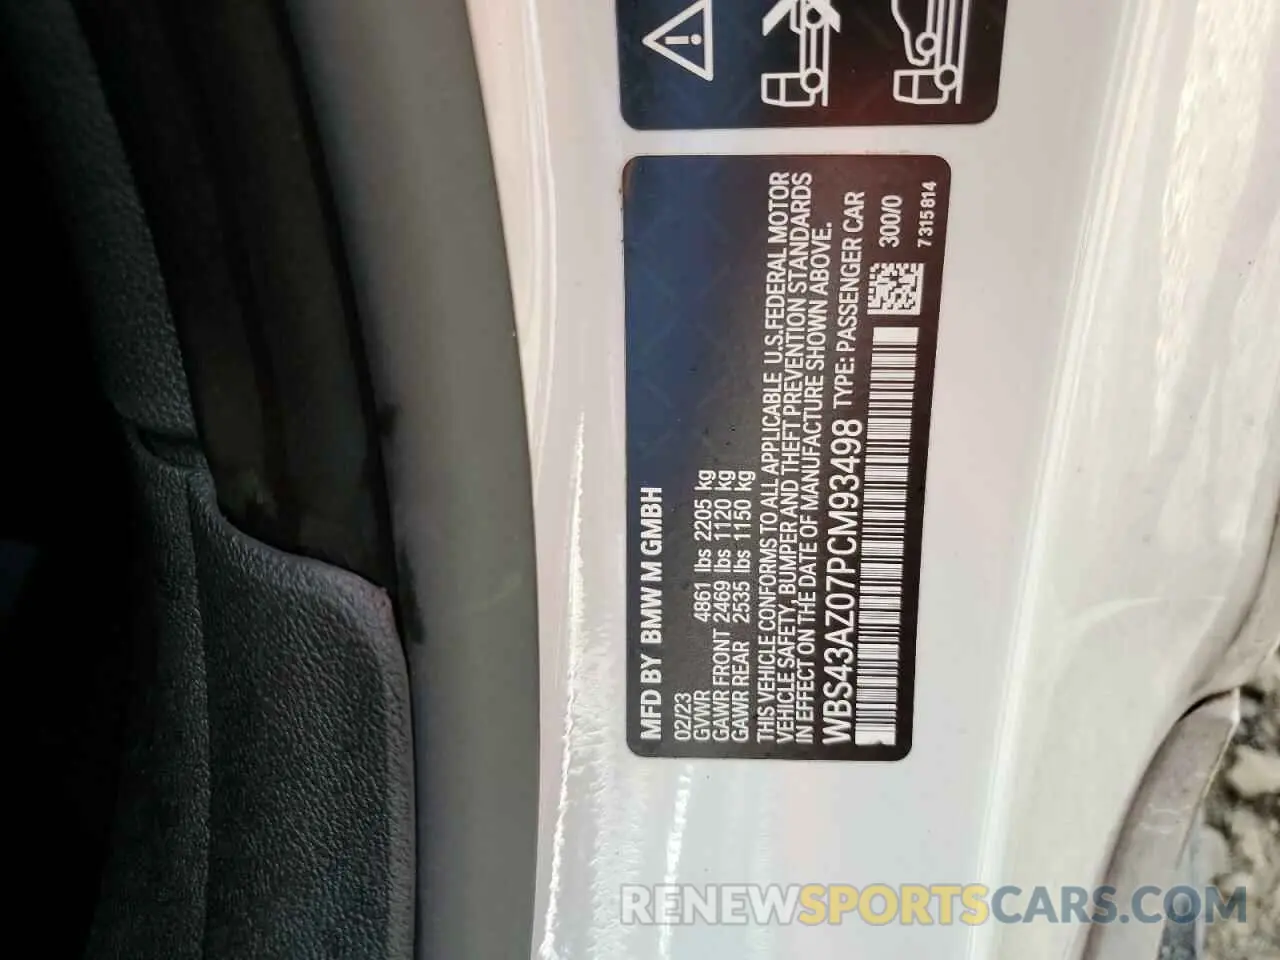 MFD BY BMW M GMBH
02/23
GVWR 4861 lbs 2205 kg
GAWR FRONT 2469 lbs 1120 kg
GAWR REAR 2535 lbs 1150 kg
THIS VEHICLE CONFORMS TO ALL APPLICABLE U.S.FEDERAL MOTOR
VEHICLE SAFETY, BUMPER AND THEFT PREVENTION STANDARDS
IN EFFECT ON THE DATE OF MANUFACTURE SHOWN ABOVE.
WBS43AZ07PCM93498 TYPE: PASSENGER CAR
300/0
7315814
RENEWSPORTSCARS.COM